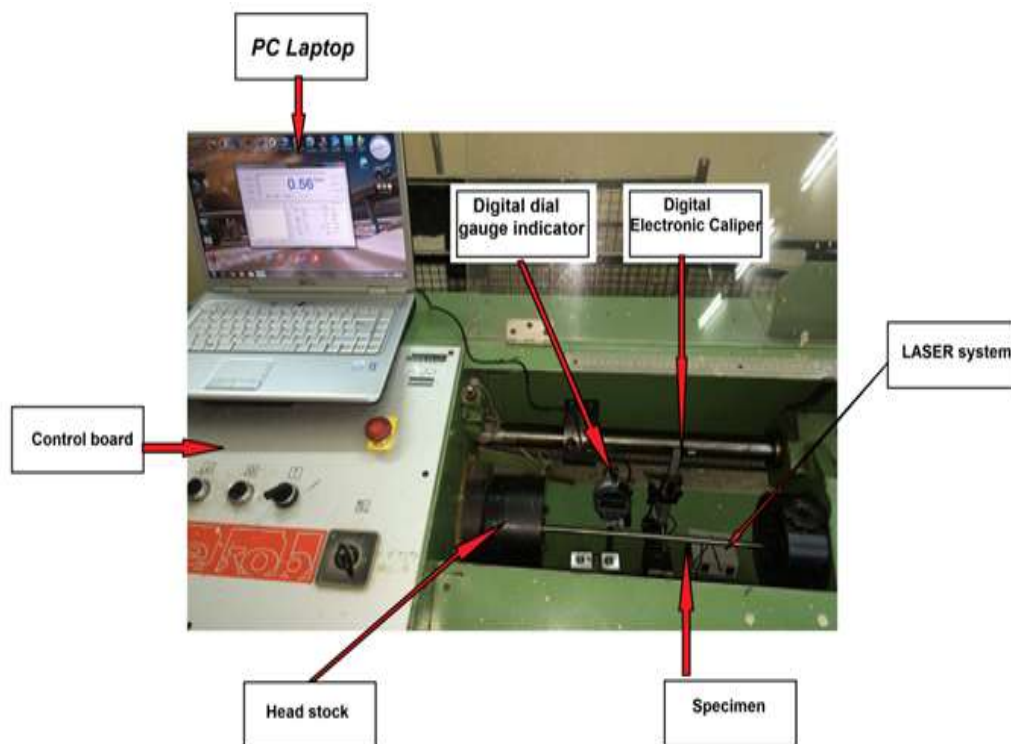 PC Laptop
0.56
Digital dial
gauge indicator
Digital
Electronic Caliper
LASER system
Control board
Head stock
Specimen